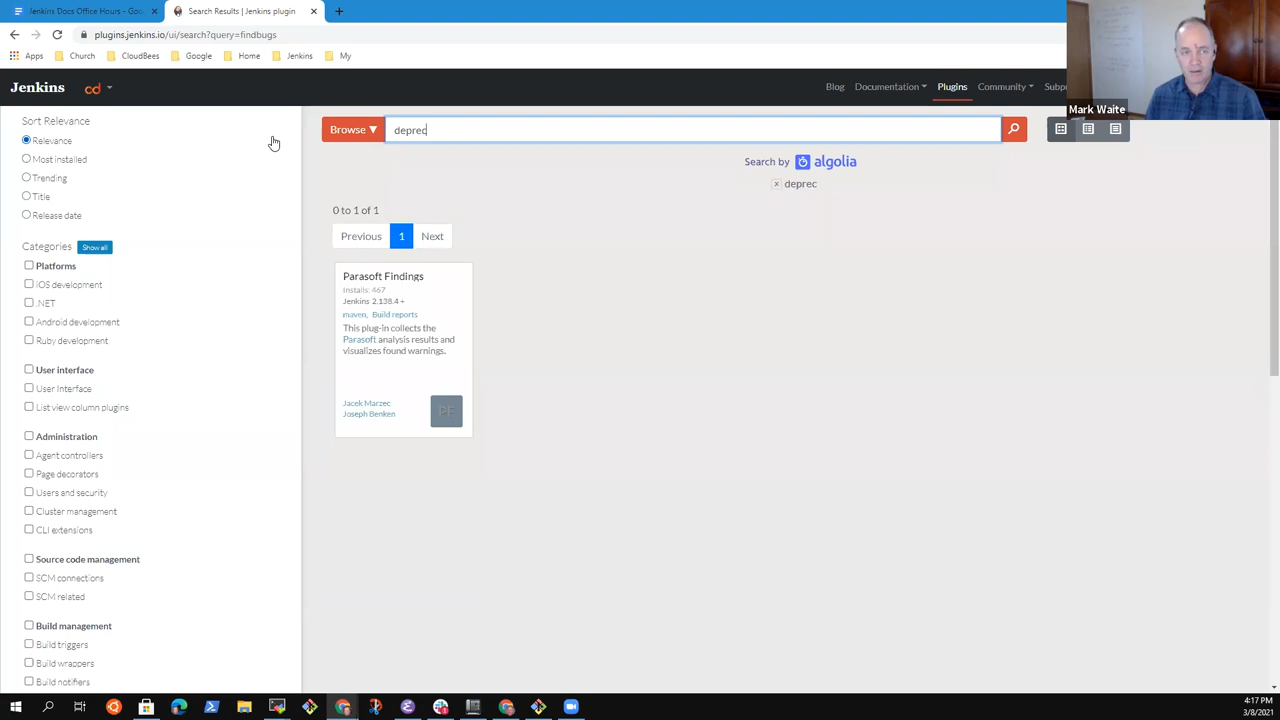 Jenkins Docs Office Hours - Goo
Search Results | Jenkins plugin
plugins.jenkins.io/ui/search?query=findbugs
Apps
Church
CloudBees
Google
Home
Jenkins
My
Jenkins
cd
Blog
Documentation
Plugins
Community
Mark Waite
Sort Relevance
Relevance
Most installed
Trending
Title
Release date
Categories
Show all
Platforms
iOS development
.NET
Android development
Ruby development
User interface
User Interface
List view column plugins
Administration
Agent controllers
Page decorators
Users and security
Cluster management
CLI extensions
Source code management
SCM connections
SCM related
Build management
Build triggers
Build wrappers
Build notifiers
Browse ▼
deprec
Search by algolia
x deprec
0 to 1 of 1
Previous 1 Next
Parasoft Findings
Installs: 467
Jenkins 2.138.4 +
maven, Build reports
This plug-in collects the
Parasoft analysis results and
visualizes found warnings.
Jacek Marzec
Joseph Benken
PF
4:17 PM
3/8/2021